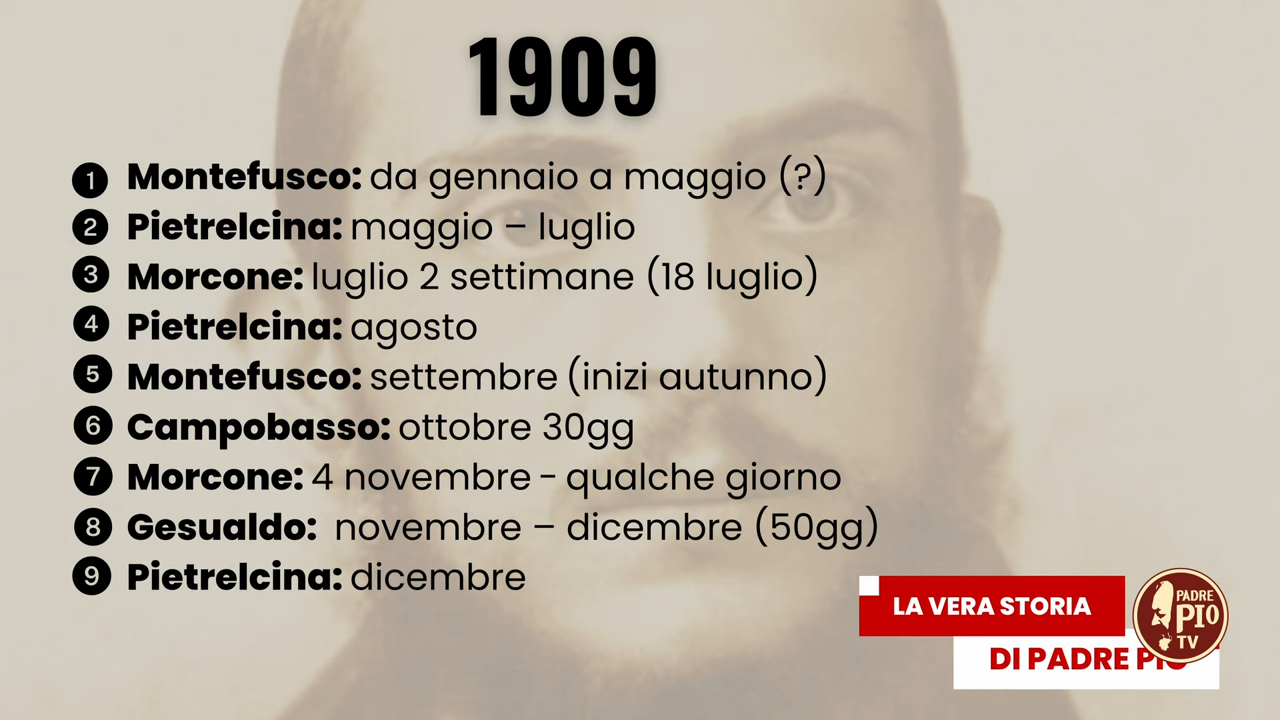 1909
1 Montefusco: da gennaio a maggio (?)
2 Pietrelcina: maggio – luglio
3 Morcone: luglio 2 settimane (18 luglio)
4 Pietrelcina: agosto
5 Montefusco: settembre (inizi autunno)
6 Campobasso: ottobre 30gg
7 Morcone: 4 novembre - qualche giorno
8 Gesualdo: novembre – dicembre (50gg)
9 Pietrelcina: dicembre
LA VERA STORIA
DI PADRE PIO
PADRE
PIO
TV